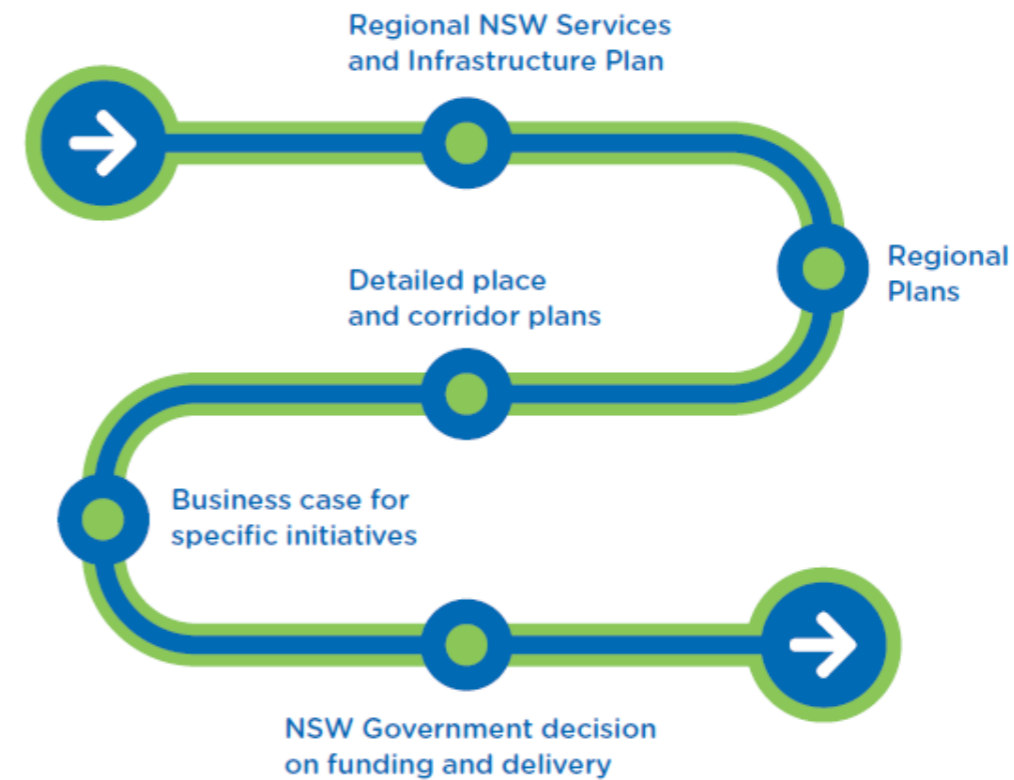 Regional NSW Services
and Infrastructure Plan
Regional
Plans
Detailed place
and corridor plans
Business case for
specific initiatives
NSW Government decision
on funding and delivery